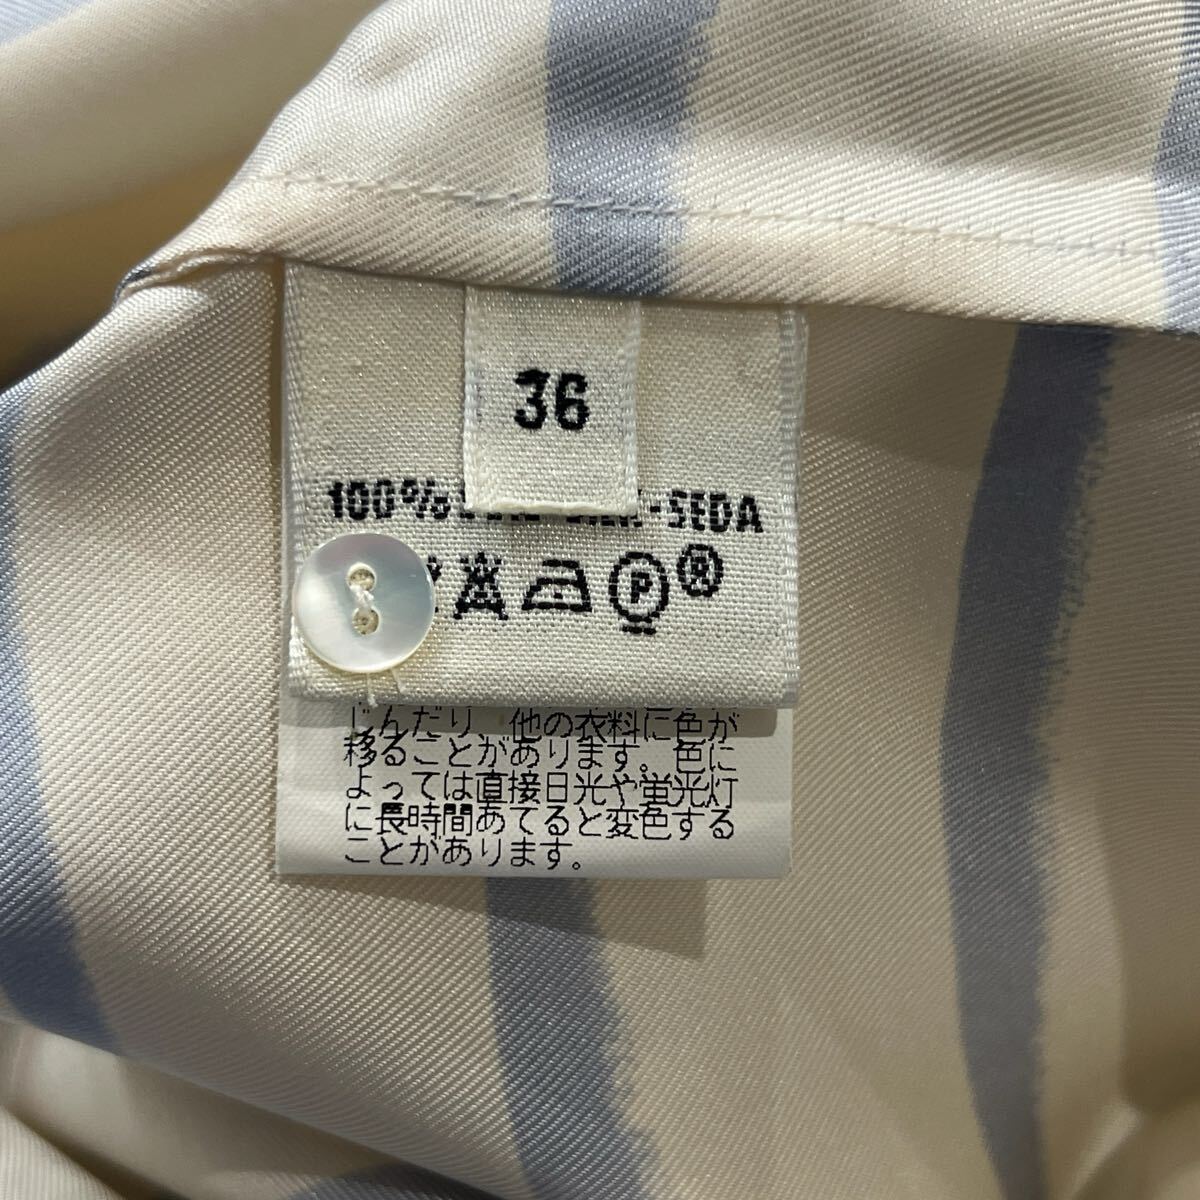 36
100% -SEDA
P ®
じんだり、他の衣料に色が
移ることがあります。色に
よっては直接日光や蛍光灯
に長時間あてると変色する
ことがあります。